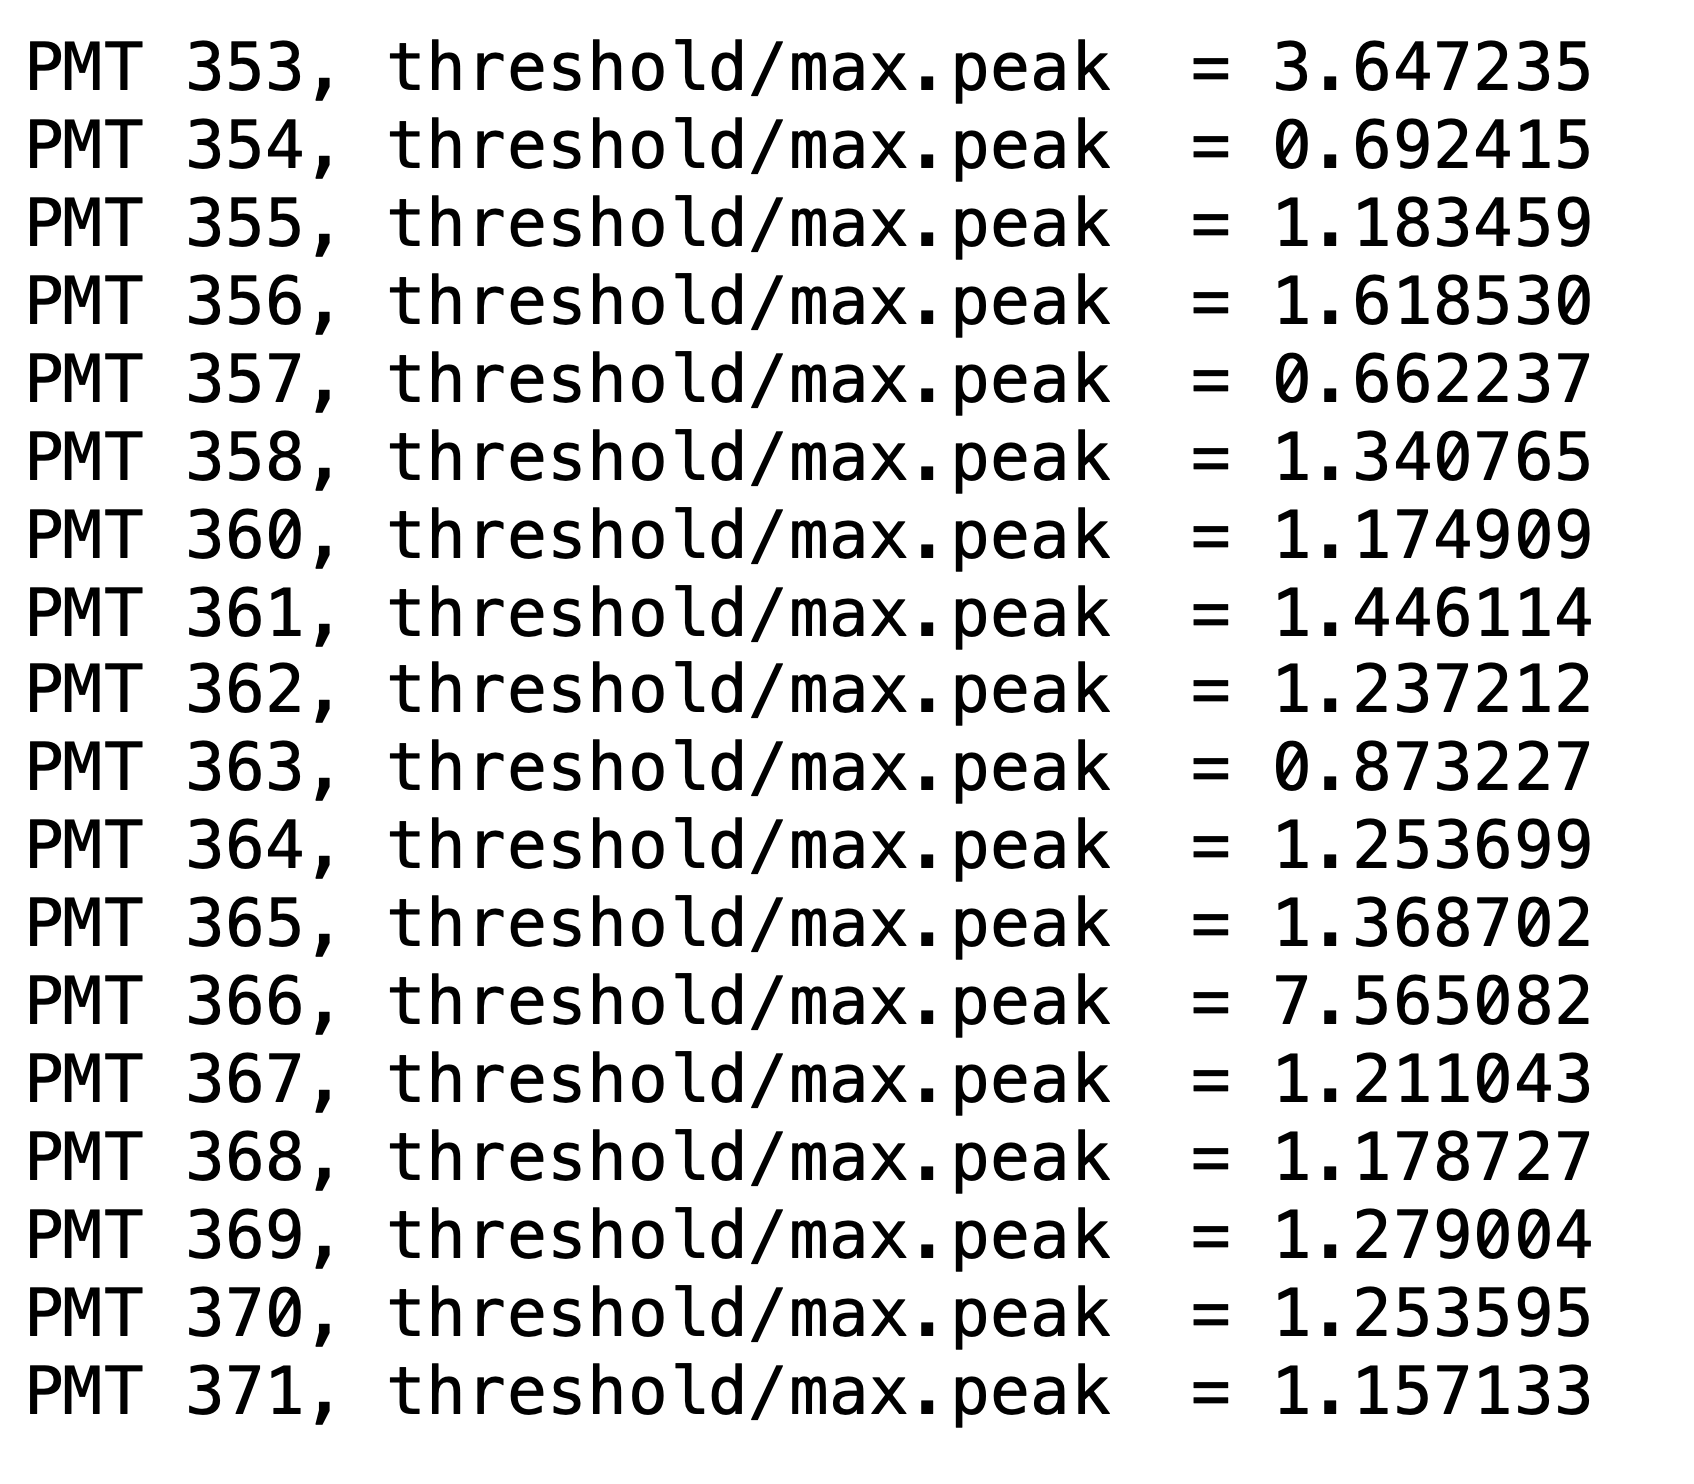 PMT 353, threshold/max.peak  = 3.647235
PMT 354, threshold/max.peak  = 0.692415
PMT 355, threshold/max.peak  = 1.183459
PMT 356, threshold/max.peak  = 1.618530
PMT 357, threshold/max.peak  = 0.662237
PMT 358, threshold/max.peak  = 1.340765
PMT 360, threshold/max.peak  = 1.174909
PMT 361, threshold/max.peak  = 1.446114
PMT 362, threshold/max.peak  = 1.237212
PMT 363, threshold/max.peak  = 0.873227
PMT 364, threshold/max.peak  = 1.253699
PMT 365, threshold/max.peak  = 1.368702
PMT 366, threshold/max.peak  = 7.565082
PMT 367, threshold/max.peak  = 1.211043
PMT 368, threshold/max.peak  = 1.178727
PMT 369, threshold/max.peak  = 1.279004
PMT 370, threshold/max.peak  = 1.253595
PMT 371, threshold/max.peak  = 1.157133